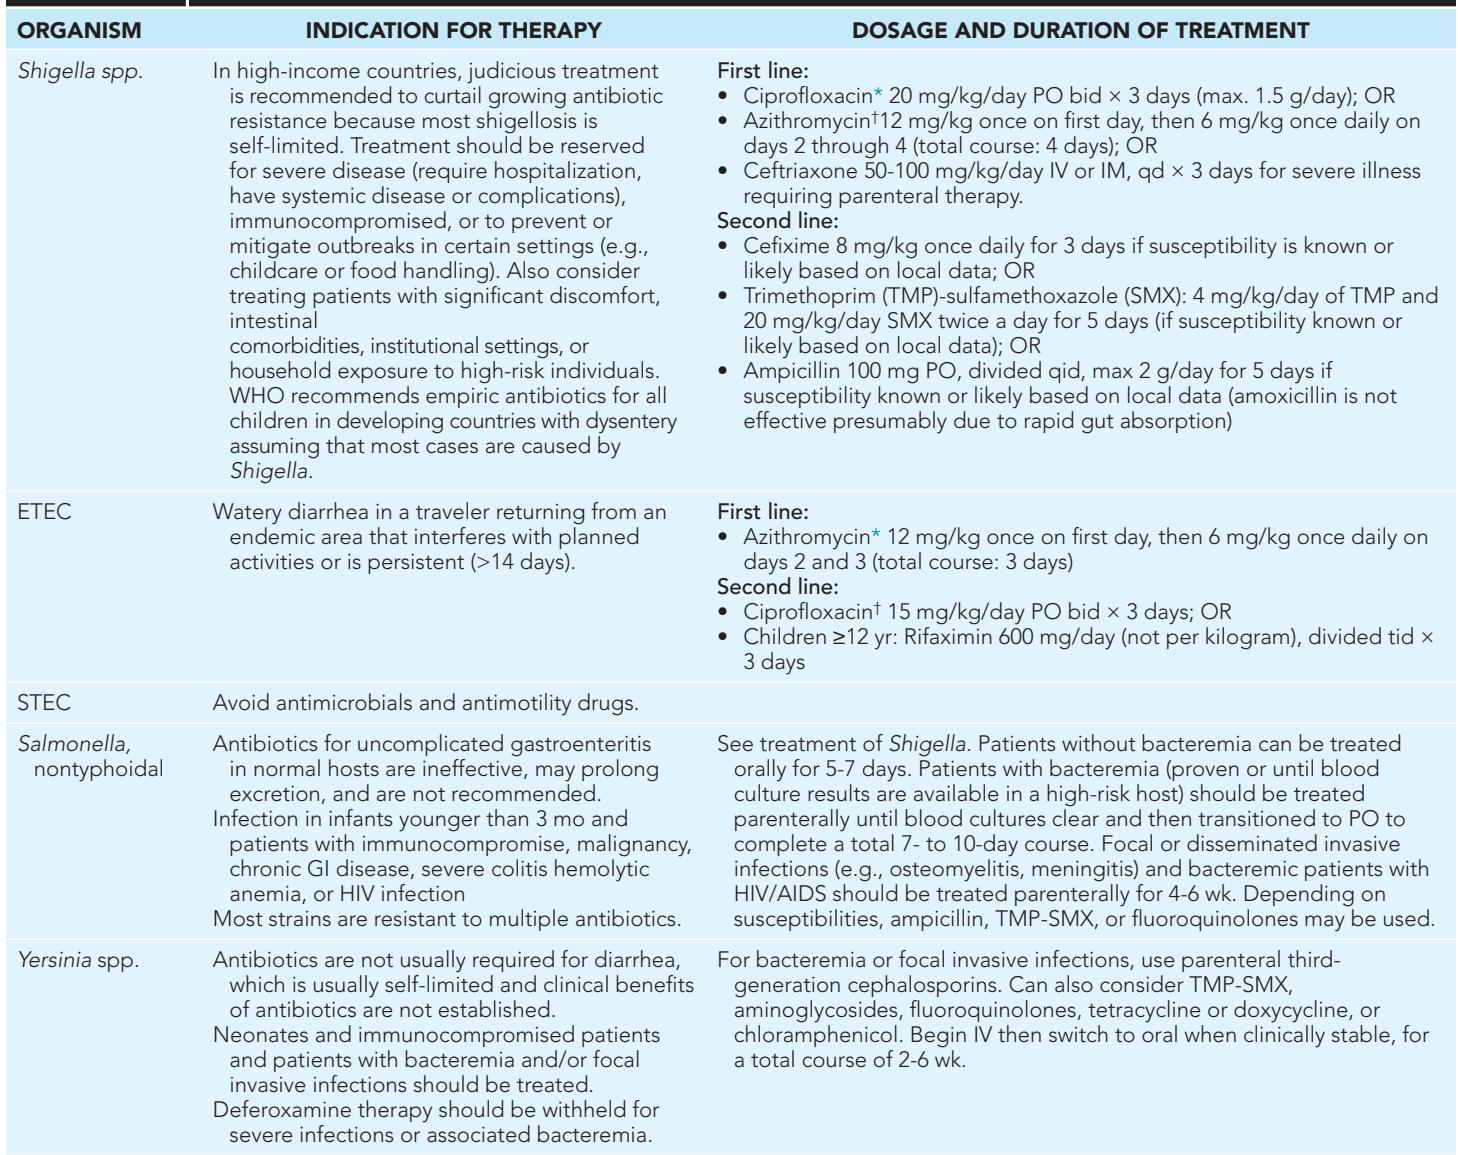 ORGANISM
INDICATION FOR THERAPY
DOSAGE AND DURATION OF TREATMENT
Shigella spp.
In high-income countries, judicious treatment
is recommended to curtail growing antibiotic
resistance because most shigellosis is
self-limited. Treatment should be reserved
for severe disease (require hospitalization,
have systemic disease or complications),
immunocompromised, or to prevent or
mitigate outbreaks in certain settings (e.g.,
childcare or food handling). Also consider
treating patients with significant discomfort,
intestinal
comorbidities, institutional settings, or
household exposure to high-risk individuals.
WHO recommends empiric antibiotics for all
children in developing countries with dysentery
assuming that most cases are caused by
Shigella.
First line:
• Ciprofloxacin* 20 mg/kg/day PO bid × 3 days (max. 1.5 g/day); OR
• Azithromycin†12 mg/kg once on first day, then 6 mg/kg once daily on
days 2 through 4 (total course: 4 days); OR
• Ceftriaxone 50-100 mg/kg/day IV or IM, qd × 3 days for severe illness
requiring parenteral therapy.
Second line:
• Cefixime 8 mg/kg once daily for 3 days if susceptibility is known or
likely based on local data; OR
• Trimethoprim (TMP)-sulfamethoxazole (SMX): 4 mg/kg/day of TMP and
20 mg/kg/day SMX twice a day for 5 days (if susceptibility known or
likely based on local data); OR
• Ampicillin 100 mg PO, divided qid, max 2 g/day for 5 days if
susceptibility known or likely based on local data (amoxicillin is not
effective presumably due to rapid gut absorption)
ETEC
Watery diarrhea in a traveler returning from an
endemic area that interferes with planned
activities or is persistent (>14 days).
First line:
• Azithromycin* 12 mg/kg once on first day, then 6 mg/kg once daily on
days 2 and 3 (total course: 3 days)
Second line:
• Ciprofloxacin† 15 mg/kg/day PO bid × 3 days; OR
• Children ≥12 yr: Rifaximin 600 mg/day (not per kilogram), divided tid ×
3 days
STEC
Avoid antimicrobials and antimotility drugs.
Salmonella,
nontyphoidal
Antibiotics for uncomplicated gastroenteritis
in normal hosts are ineffective, may prolong
excretion, and are not recommended.
Infection in infants younger than 3 mo and
patients with immunocompromise, malignancy,
chronic GI disease, severe colitis hemolytic
anemia, or HIV infection
Most strains are resistant to multiple antibiotics.
See treatment of Shigella. Patients without bacteremia can be treated
orally for 5-7 days. Patients with bacteremia (proven or until blood
culture results are available in a high-risk host) should be treated
parenterally until blood cultures clear and then transitioned to PO to
complete a total 7- to 10-day course. Focal or disseminated invasive
infections (e.g., osteomyelitis, meningitis) and bacteremic patients with
HIV/AIDS should be treated parenterally for 4-6 wk. Depending on
susceptibilities, ampicillin, TMP-SMX, or fluoroquinolones may be used.
Yersinia spp.
Antibiotics are not usually required for diarrhea,
which is usually self-limited and clinical benefits
of antibiotics are not established.
Neonates and immunocompromised patients
and patients with bacteremia and/or focal
invasive infections should be treated.
Deferoxamine therapy should be withheld for
severe infections or associated bacteremia.
For bacteremia or focal invasive infections, use parenteral third-
generation cephalosporins. Can also consider TMP-SMX,
aminoglycosides, fluoroquinolones, tetracycline or doxycycline, or
chloramphenicol. Begin IV then switch to oral when clinically stable, for
a total course of 2-6 wk.